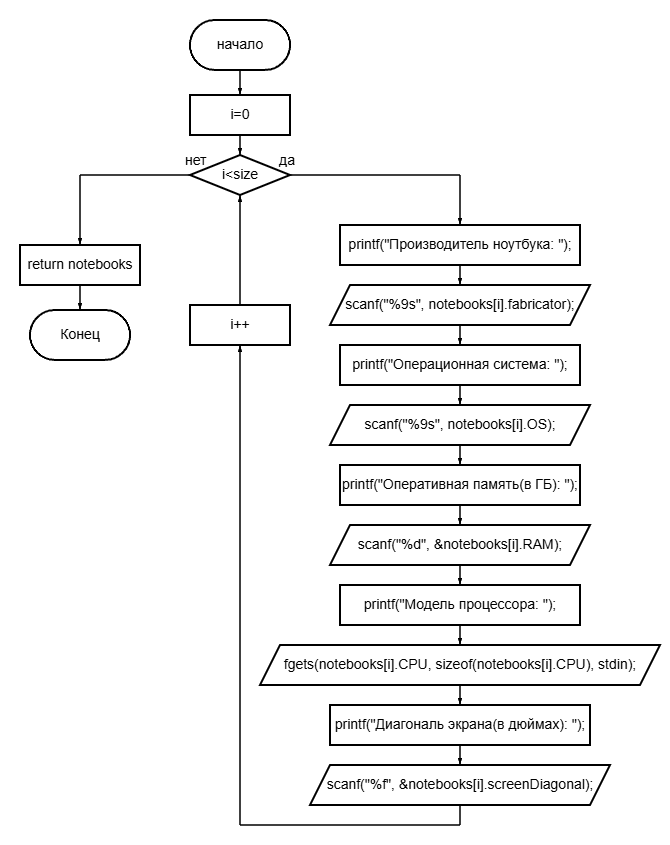 начало
i=0
нет
да
i<size
printf("Производитель ноутбука: ");
return notebooks
scanf("%9s", notebooks[i].fabricator);
i++
Конец
printf("Операционная система: ");
scanf("%9s", notebooks[i].OS);
printf("Оперативная память(в ГБ): ");
scanf("%d", &notebooks[i].RAM);
printf("Модель процессора: ");
fgets(notebooks[i].CPU, sizeof(notebooks[i].CPU), stdin);
printf("Диагональ экрана(в дюймах): ");
scanf("%f", &notebooks[i].screenDiagonal);